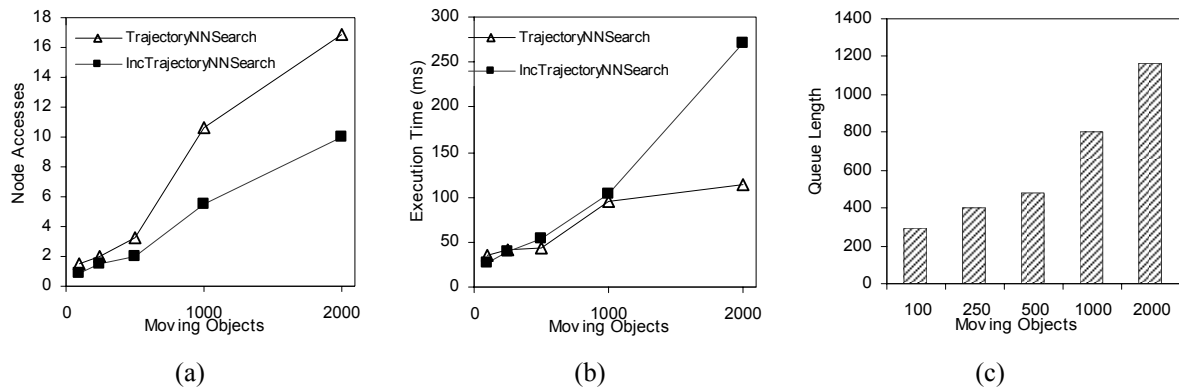 18
16
14
12
10
8
6
4
2
0
Node Accesses
TrajectoryNNSearch
IncTrajectoryNNSearch
0 1000 2000
Moving Objects
(a)
300
250
200
150
100
50
0
Execution Time (ms)
TrajectoryNNSearch
IncTrajectoryNNSearch
0 1000 2000
Moving Objects
(b)
1400
1200
1000
800
600
400
200
0
Queue Length
100 250 500 1000 2000
Moving Objects
(c)